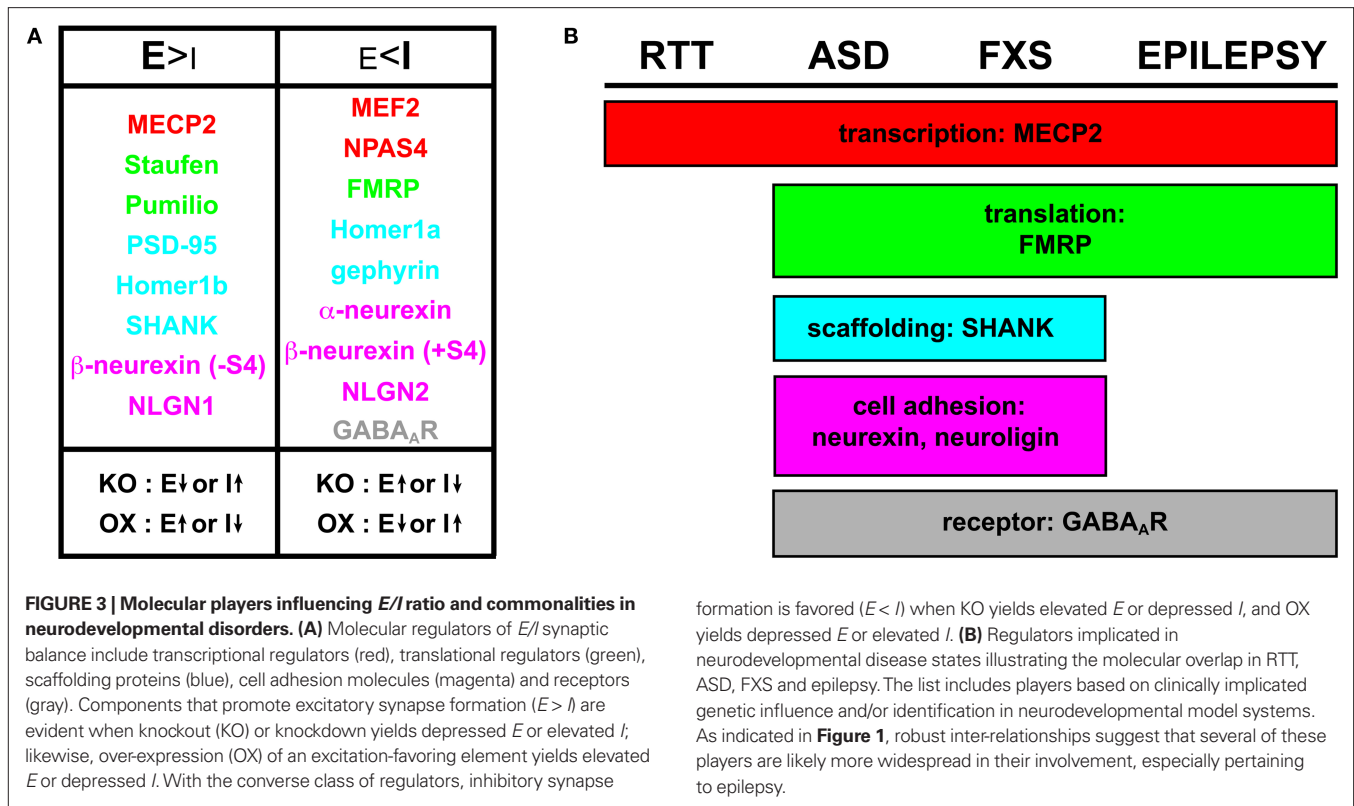 A
E>I
E<I
MECP2
Staufen
Pumilio
PSD-95
Homer1b
SHANK
β-neurexin (-S4)
NLGN1
MEF2
NPAS4
FMRP
Homer1a
gephyrin
α-neurexin
β-neurexin (+S4)
NLGN2
GABA_AR
KO : E↓ or I↑
OX : E↑ or I↓
KO : E↑ or I↓
OX : E↓ or I↑
B
RTT ASD FXS EPILEPSY
transcription: MECP2
translation:
FMRP
scaffolding: SHANK
cell adhesion:
neurexin, neuroligin
receptor: GABA_AR
FIGURE 3 | Molecular players influencing E/I ratio and commonalities in
neurodevelopmental disorders. (A) Molecular regulators of E/I synaptic
balance include transcriptional regulators (red), translational regulators (green),
scaffolding proteins (blue), cell adhesion molecules (magenta) and receptors
(gray). Components that promote excitatory synapse formation (E > I) are
evident when knockout (KO) or knockdown yields depressed E or elevated I;
likewise, over-expression (OX) of an excitation-favoring element yields elevated
E or depressed I. With the converse class of regulators, inhibitory synapse
formation is favored (E < I) when KO yields elevated E or depressed I, and OX
yields depressed E or elevated I. (B) Regulators implicated in
neurodevelopmental disease states illustrating the molecular overlap in RTT,
ASD, FXS and epilepsy. The list includes players based on clinically implicated
genetic influence and/or identification in neurodevelopmental model systems.
As indicated in Figure 1, robust inter-relationships suggest that several of these
players are likely more widespread in their involvement, especially pertaining
to epilepsy.